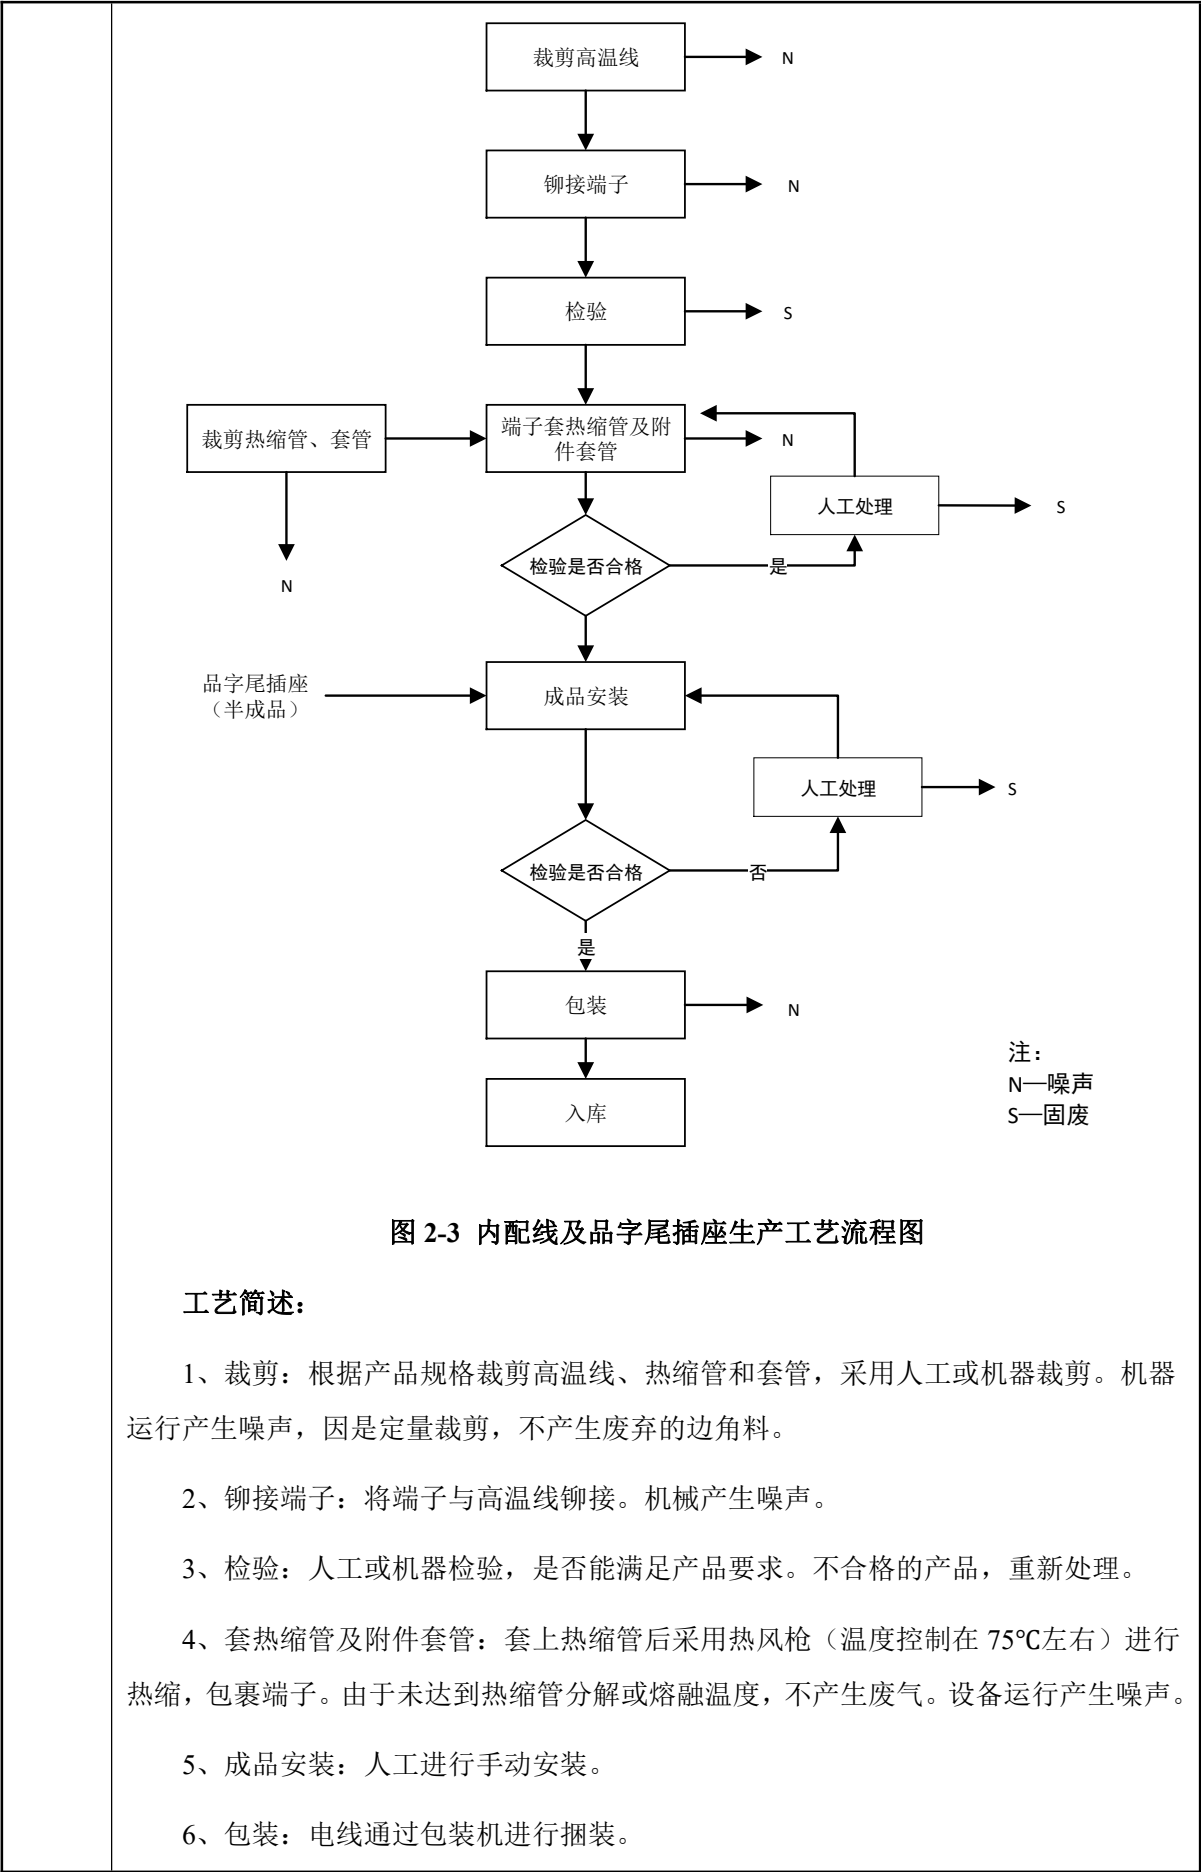 裁剪高温线
N
铆接端子
N
检验
S
裁剪热缩管、套管
N
端子套热缩管及附
件套管
N
人工处理
S
检验是否合格
是
品字尾插座
（半成品）
成品安装
人工处理
S
检验是否合格
否
是
包装
N
入库
注：
N—噪声
S—固废
图 2-3 内配线及品字尾插座生产工艺流程图
工艺简述：
1、裁剪：根据产品规格裁剪高温线、热缩管和套管，采用人工或机器裁剪。机器
运行产生噪声，因是定量裁剪，不产生废弃的边角料。
2、铆接端子：将端子与高温线铆接。机械产生噪声。
3、检验：人工或机器检验，是否能满足产品要求。不合格的产品，重新处理。
4、套热缩管及附件套管：套上热缩管后采用热风枪（温度控制在 75℃左右）进行
热缩，包裹端子。由于未达到热缩管分解或熔融温度，不产生废气。设备运行产生噪声。
5、成品安装：人工进行手动安装。
6、包装：电线通过包装机进行捆装。